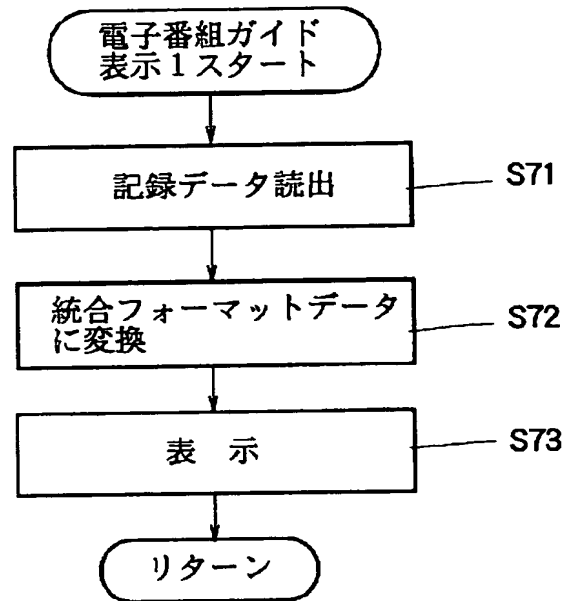 電子番組ガイド
表示1スタート
記録データ読出
S71
統合フォーマットデータ
に変換
S72
表 示
S73
リターン